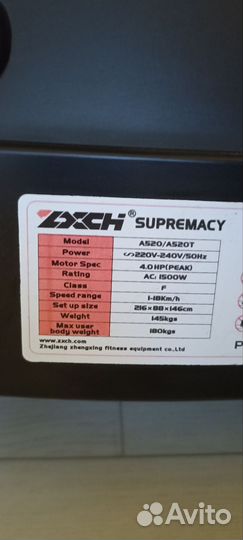 ZXCH® SUPREMACY
Model A520/A520T
Power ∽220V-240V/50Hz
Motor Spec 4.0HP(PEAK)
Rating AC: 1500W
Class F
Speed range 1-18Km/h
Set up size 216×88×146cm
Weight 145kgs
Max user body weight 180kgs
www.zxch.com
Zhejiang zhengxing fitness equipment co.,Ltd
P
Avito